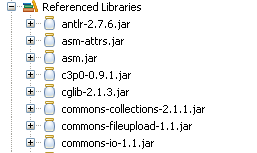 Referenced Libraries
antlr-2.7.6.jar
asm-attrs.jar
asm.jar
c3p0-0.9.1.jar
cglib-2.1.3.jar
commons-collections-2.1.1.jar
commons-fileupload-1.1.jar
commons-io-1.1.jar